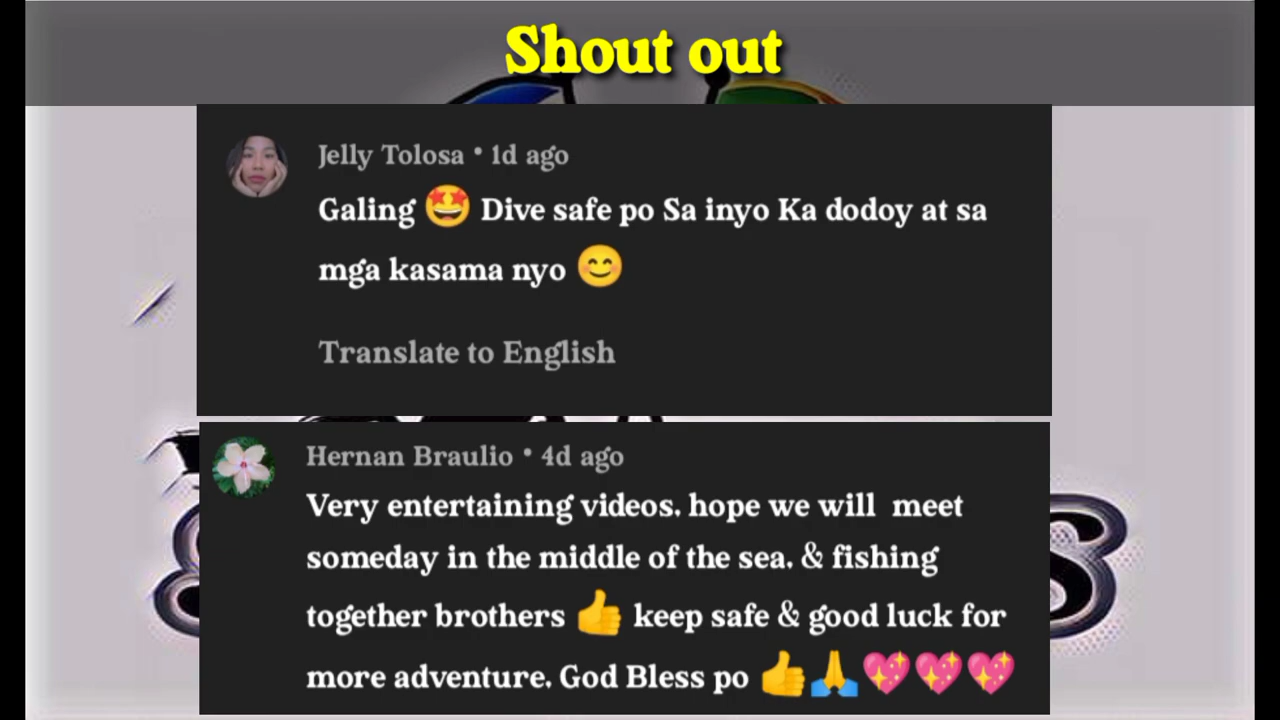 Shout out
Jelly Tolosa • 1d ago
Galing 🤩 Dive safe po Sa inyo Ka dodoy at sa
mga kasama nyo 😊
Translate to English
Hernan Braulio • 4d ago
Very entertaining videos. hope we will meet
someday in the middle of the sea. & fishing
together brothers 👍 keep safe & good luck for
more adventure. God Bless po 👍🙏💖💖💖